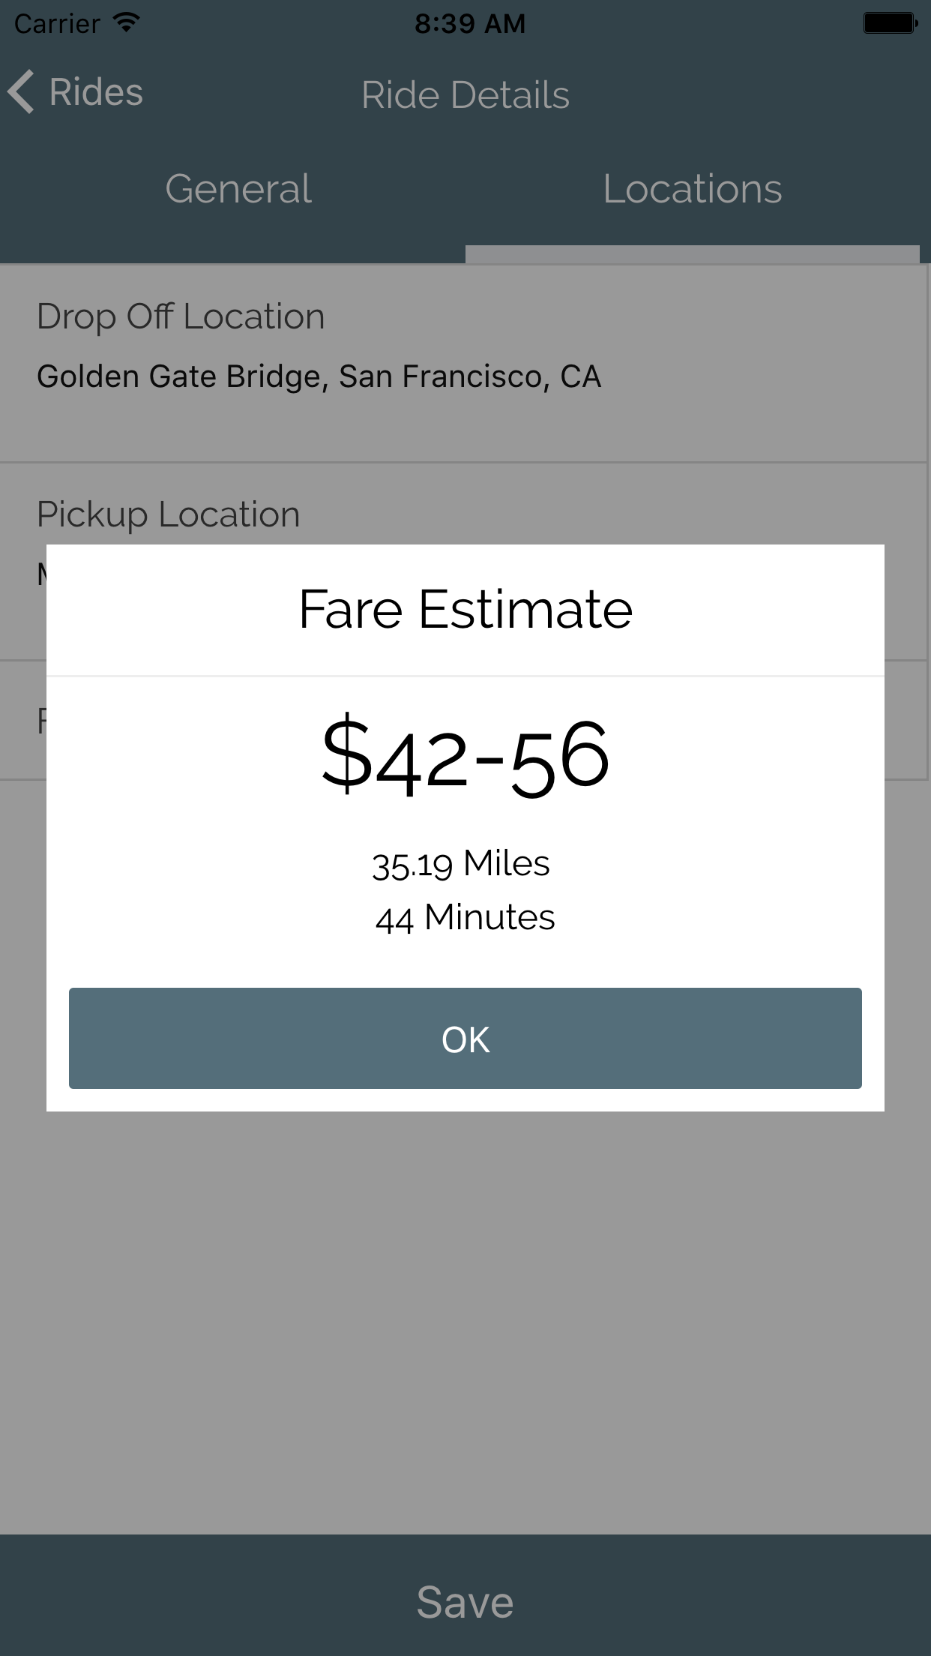 Carrier 8:39 AM
Rides Ride Details
General Locations
Drop Off Location
Golden Gate Bridge, San Francisco, CA
Pickup Location
Fare Estimate
$42-56
35.19 Miles
44 Minutes
OK
Save